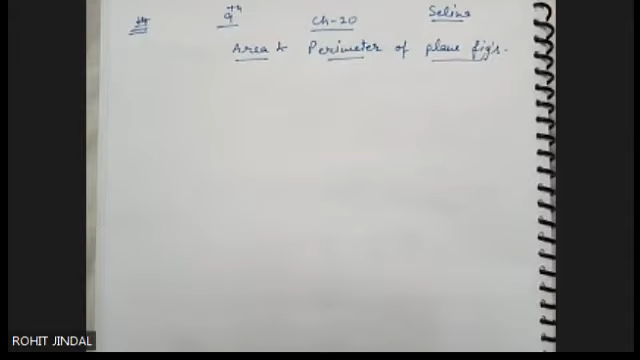 9th Ch-20 Selina
Area & Perimeter of plane fig's.
ROHIT JINDAL